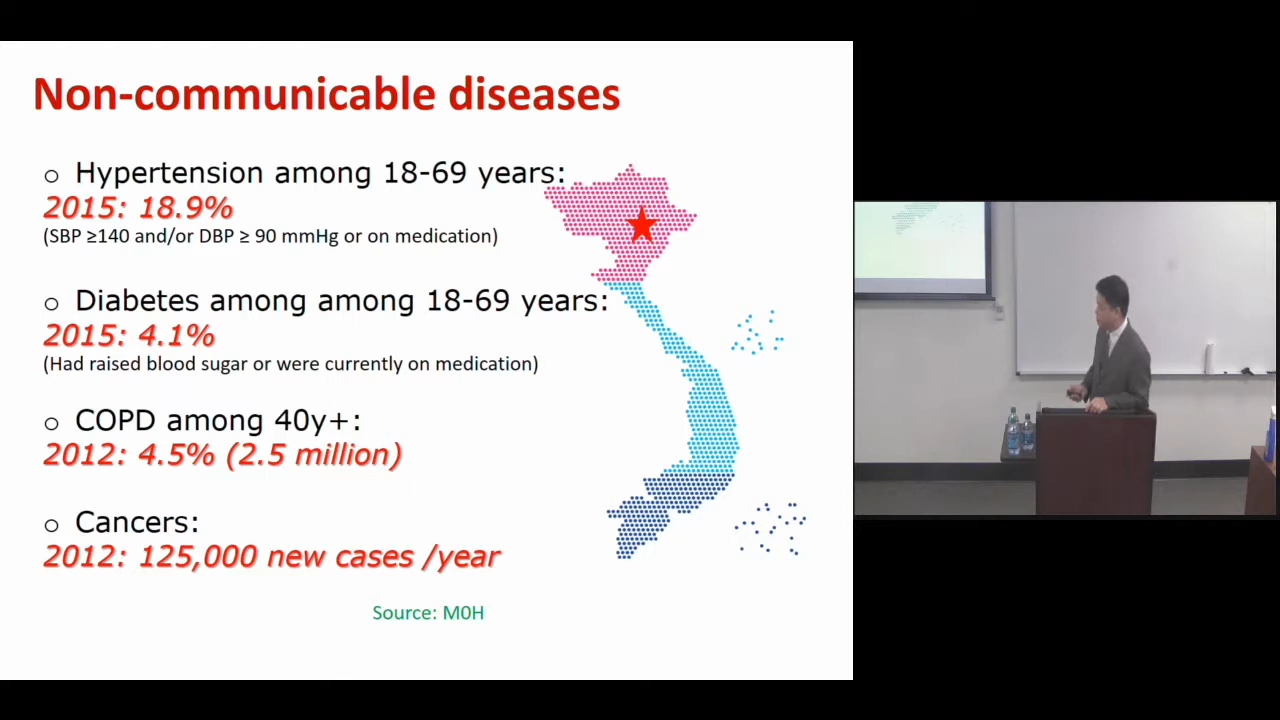 Non-communicable diseases
o Hypertension among 18-69 years:
2015: 18.9%
(SBP ≥140 and/or DBP ≥ 90 mmHg or on medication)
o Diabetes among among 18-69 years:
2015: 4.1%
(Had raised blood sugar or were currently on medication)
o COPD among 40y+:
2012: 4.5% (2.5 million)
o Cancers:
2012: 125,000 new cases /year
Source: M0H